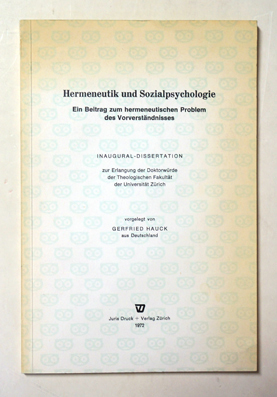 Hermeneutik und Sozialpsychologie
Ein Beitrag zum hermeneutischen Problem
des Vorverständnisses
INAUGURAL-DISSERTATION
zur Erlangung der Doktorwürde
der Theologischen Fakultät
der Universität Zürich
vorgelegt von
GERFRIED HAUCK
aus Deutschland
Juris Druck + Verlag Zürich
1972